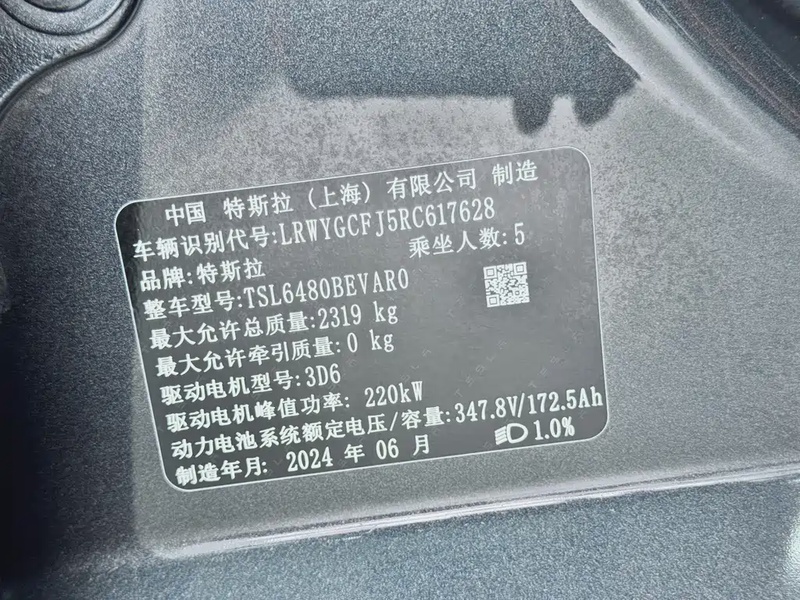 中国 特斯拉（上海）有限公司 制造
车辆识别代号:LRWYGCFJ5RC617628
品牌:特斯拉 乘坐人数:5
整车型号:TSL6480BEVAR0
最大允许总质量:2319 kg
最大允许牵引质量:0 kg
驱动电机型号:3D6
驱动电机峰值功率: 220kW
动力电池系统额定电压/容量:347.8V/172.5Ah
制造年月: 2024 年 06 月 1.0%